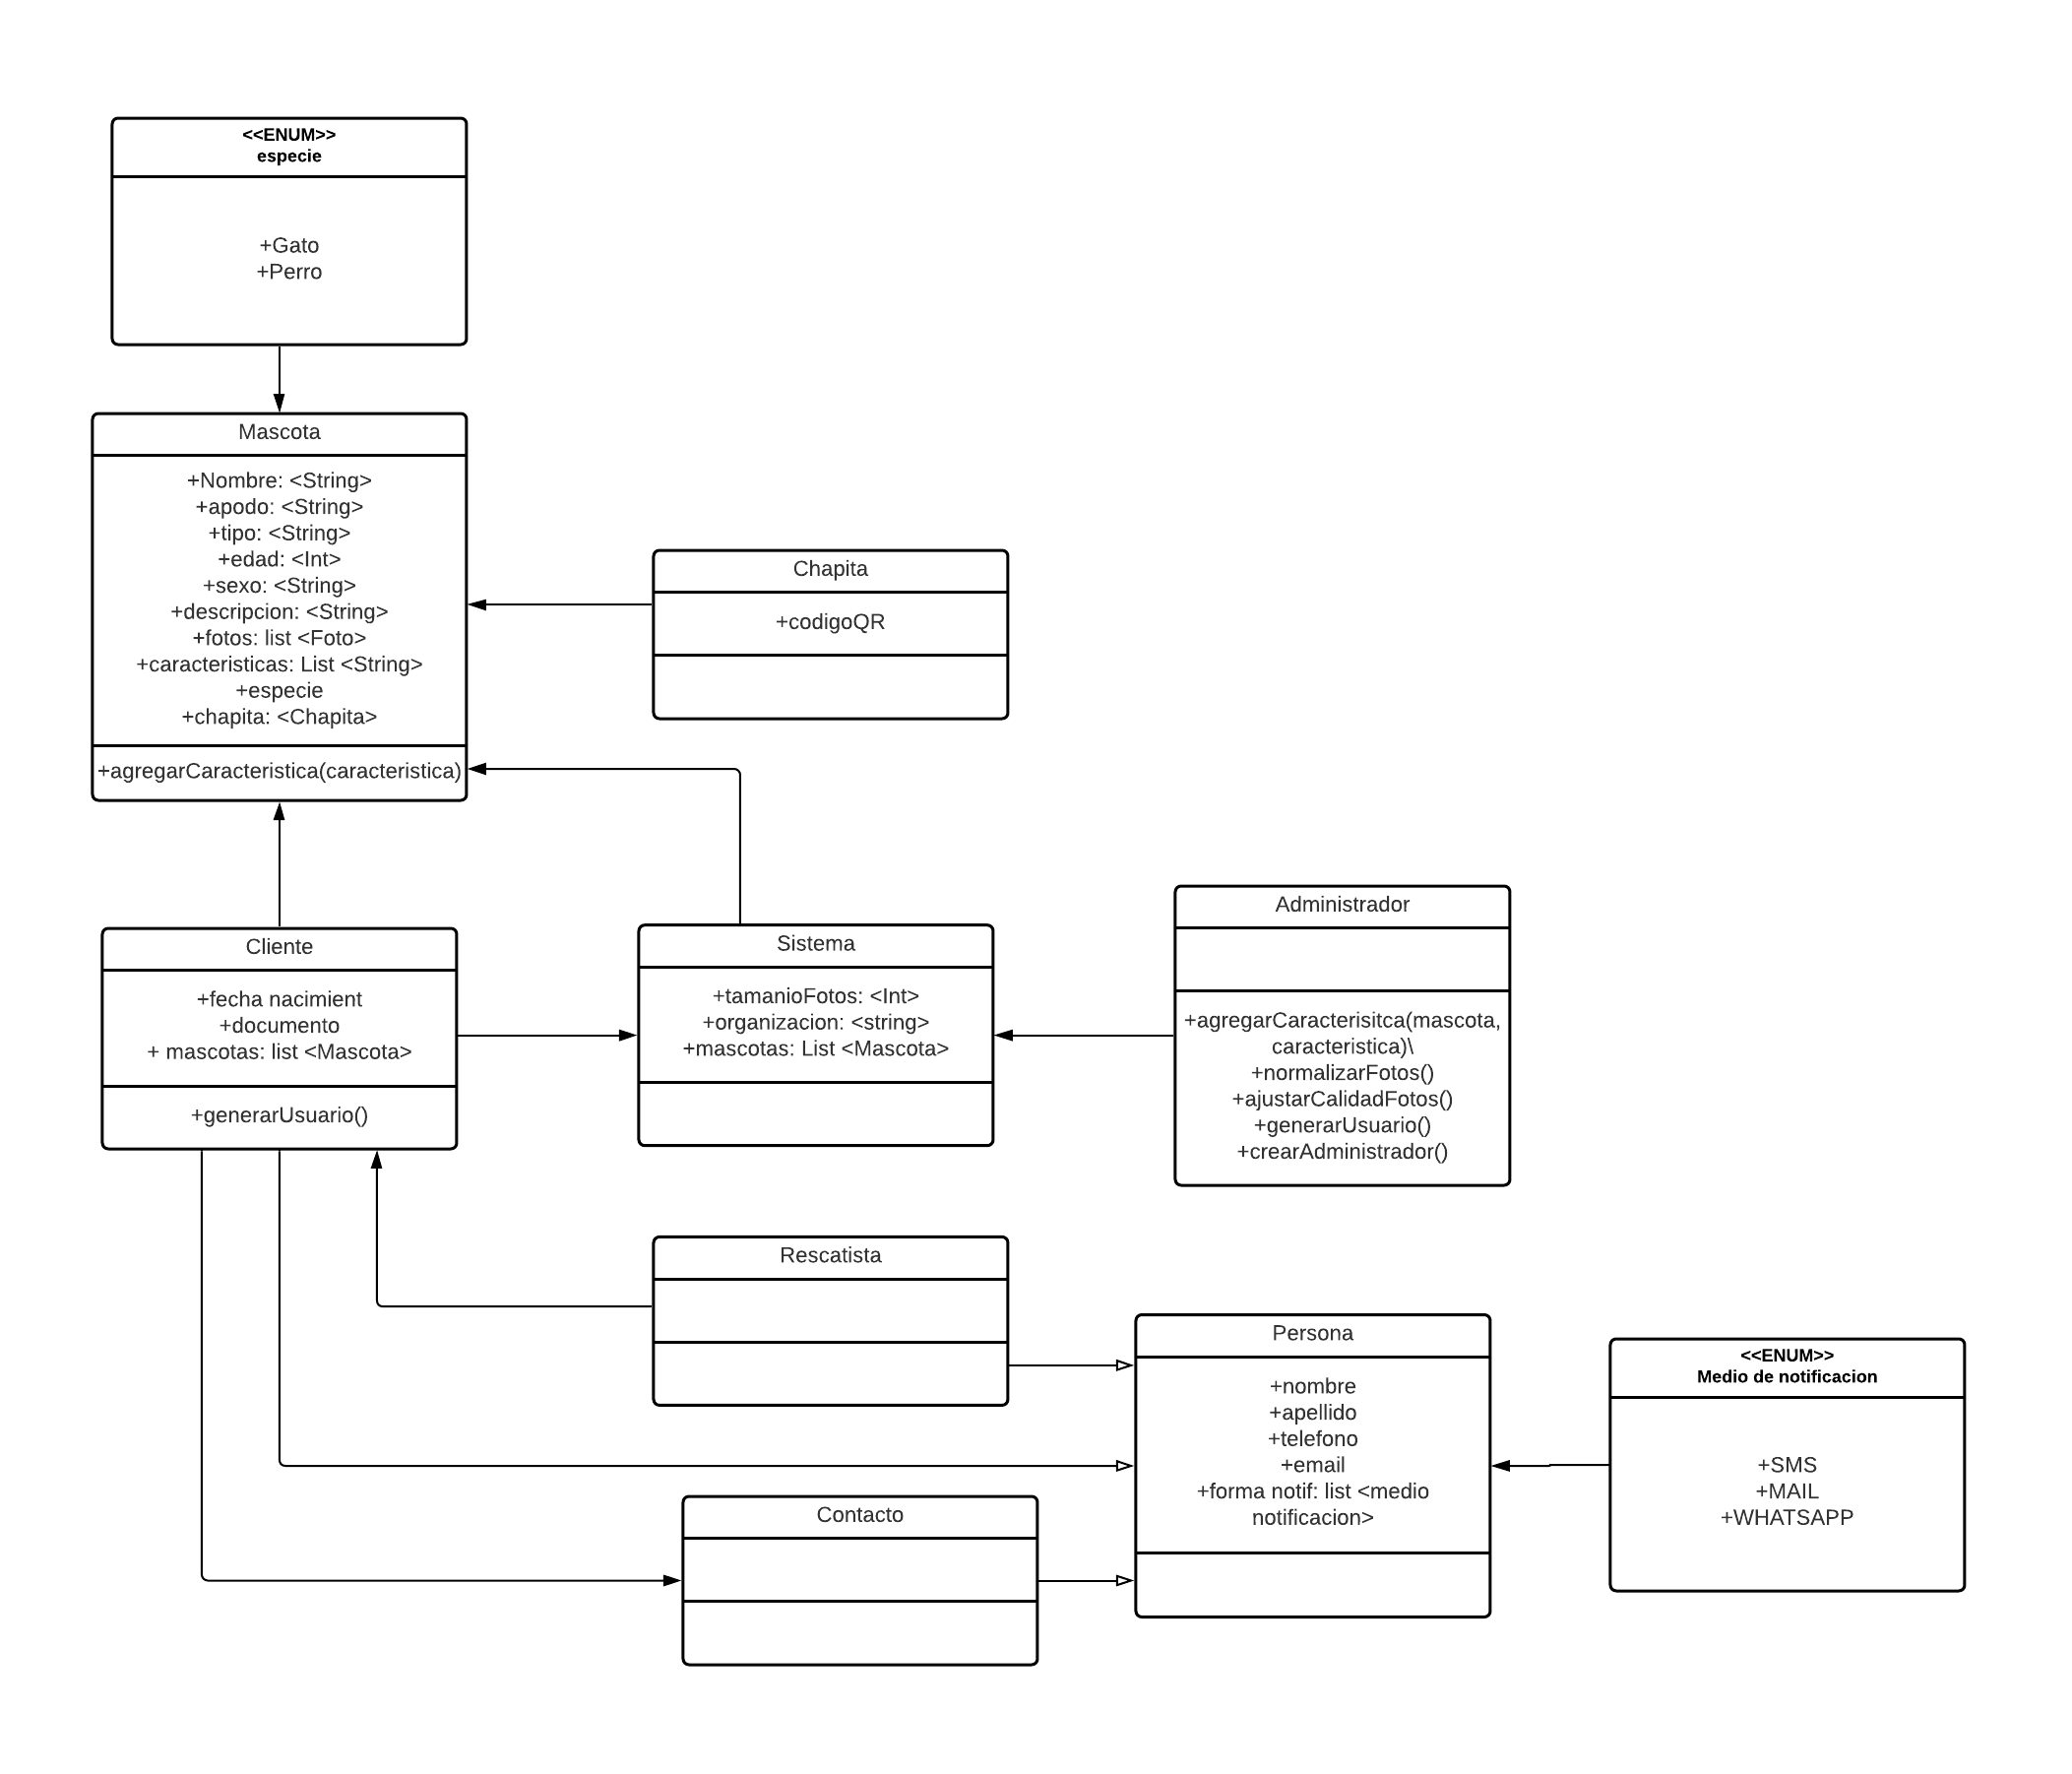 <<ENUM>>
especie
+Gato
+Perro
Mascota
+Nombre: <String>
+apodo: <String>
+tipo: <String>
+edad: <Int>
+sexo: <String>
+descripcion: <String>
+fotos: list <Foto>
+caracteristicas: List <String>
+especie
+chapita: <Chapita>
+agregarCaracteristica(caracteristica)
Chapita
+codigoQR
Cliente
+fecha nacimient
+documento
+ mascotas: list <Mascota>
+generarUsuario()
Sistema
+tamanioFotos: <Int>
+organizacion: <string>
+mascotas: List <Mascota>
Administrador
+agregarCaracterisitca(mascota,
caracteristica)\
+normalizarFotos()
+ajustarCalidadFotos()
+generarUsuario()
+crearAdministrador()
Rescatista
Persona
+nombre
+apellido
+telefono
+email
+forma notif: list <medio
notificacion>
<<ENUM>>
Medio de notificacion
+SMS
+MAIL
+WHATSAPP
Contacto